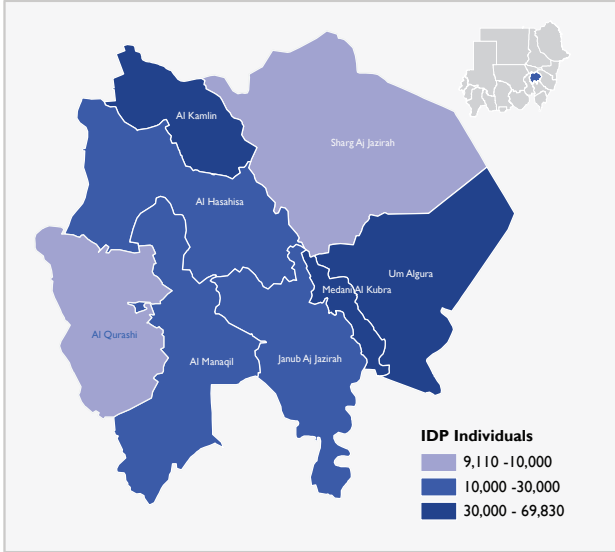 Al Kamlin
Sharg Aj Jazirah
Al Hasahisa
Um Algura
Medani Al Kubra
Al Qurashi
Al Manaqil
Janub Aj Jazirah
IDP Individuals
9,110 -10,000
10,000 -30,000
30,000 - 69,830